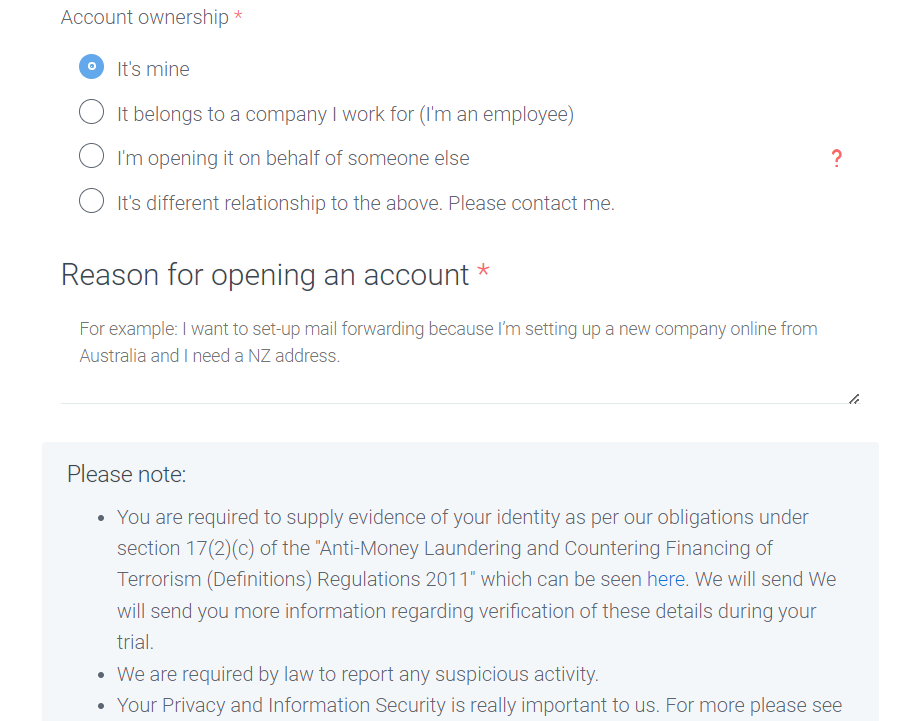 Account ownership *
It's mine
It belongs to a company I work for (I'm an employee)
I'm opening it on behalf of someone else
?
It's different relationship to the above. Please contact me.
Reason for opening an account *
For example: I want to set-up mail forwarding because I'm setting up a new company online from
Australia and I need a NZ address.
Please note:
• You are required to supply evidence of your identity as per our obligations under
section 17(2)(c) of the "Anti-Money Laundering and Countering Financing of
Terrorism (Definitions) Regulations 2011" which can be seen here. We will send We
will send you more information regarding verification of these details during your
trial.
• We are required by law to report any suspicious activity.
• Your Privacy and Information Security is really important to us. For more please see